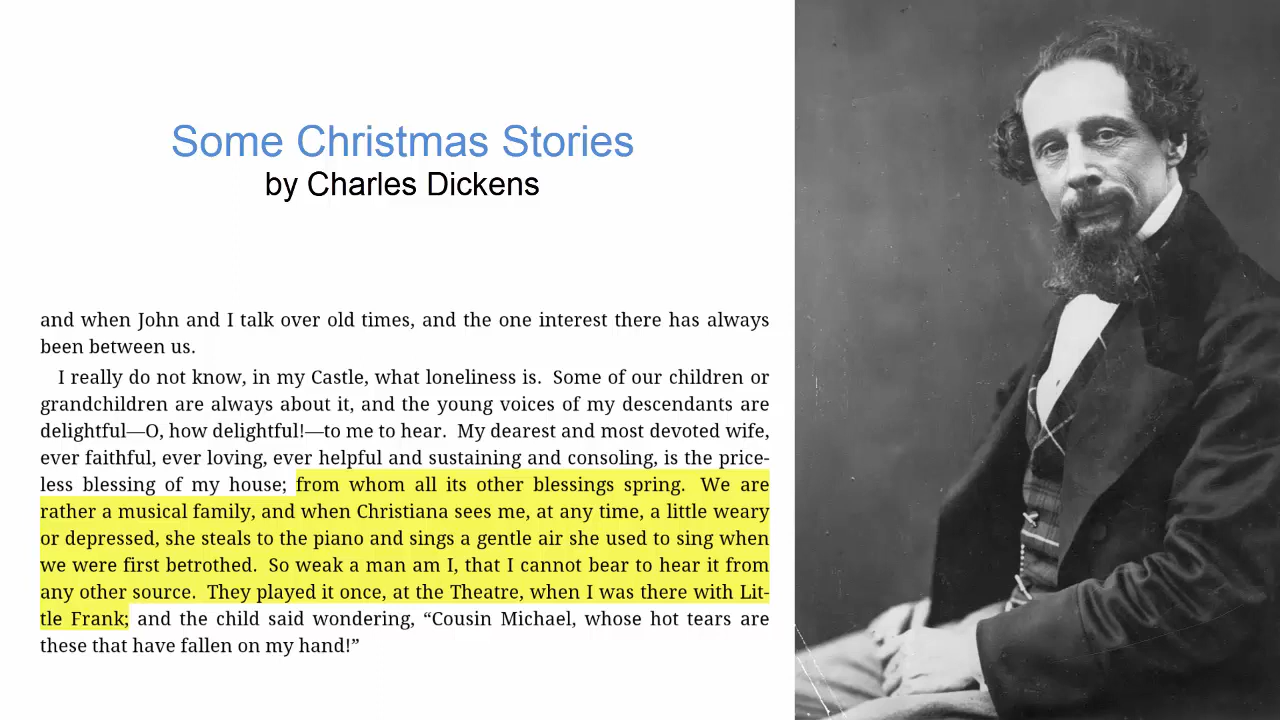 Some Christmas Stories
by Charles Dickens
and when John and I talk over old times, and the one interest there has always
been between us.
I really do not know, in my Castle, what loneliness is.  Some of our children or
grandchildren are always about it, and the young voices of my descendants are
delightful—O, how delightful!—to me to hear.  My dearest and most devoted wife,
ever faithful, ever loving, ever helpful and sustaining and consoling, is the price-
less blessing of my house; from whom all its other blessings spring.  We are
rather a musical family, and when Christiana sees me, at any time, a little weary
or depressed, she steals to the piano and sings a gentle air she used to sing when
we were first betrothed.  So weak a man am I, that I cannot bear to hear it from
any other source.  They played it once, at the Theatre, when I was there with Lit-
tle Frank; and the child said wondering, “Cousin Michael, whose hot tears are
these that have fallen on my hand!”